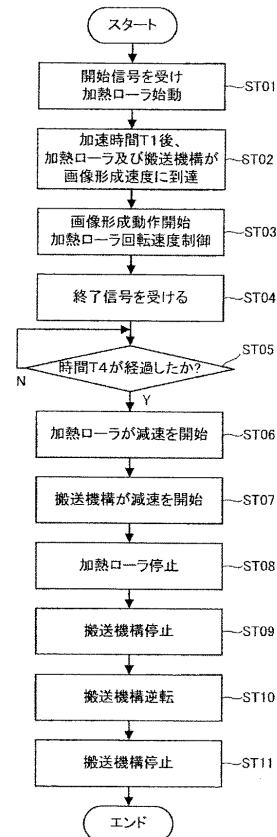 スタート
開始信号を受け
加熱ローラ始動
ST01
加速時間T1後、
加熱ローラ及び搬送機構が
画像形成速度に到達
ST02
画像形成動作開始
加熱ローラ回転速度制御
ST03
終了信号を受ける
ST04
時間T4が経過したか?
ST05
N
Y
加熱ローラが減速を開始
ST06
搬送機構が減速を開始
ST07
加熱ローラ停止
ST08
搬送機構停止
ST09
搬送機構逆転
ST10
搬送機構停止
ST11
エンド